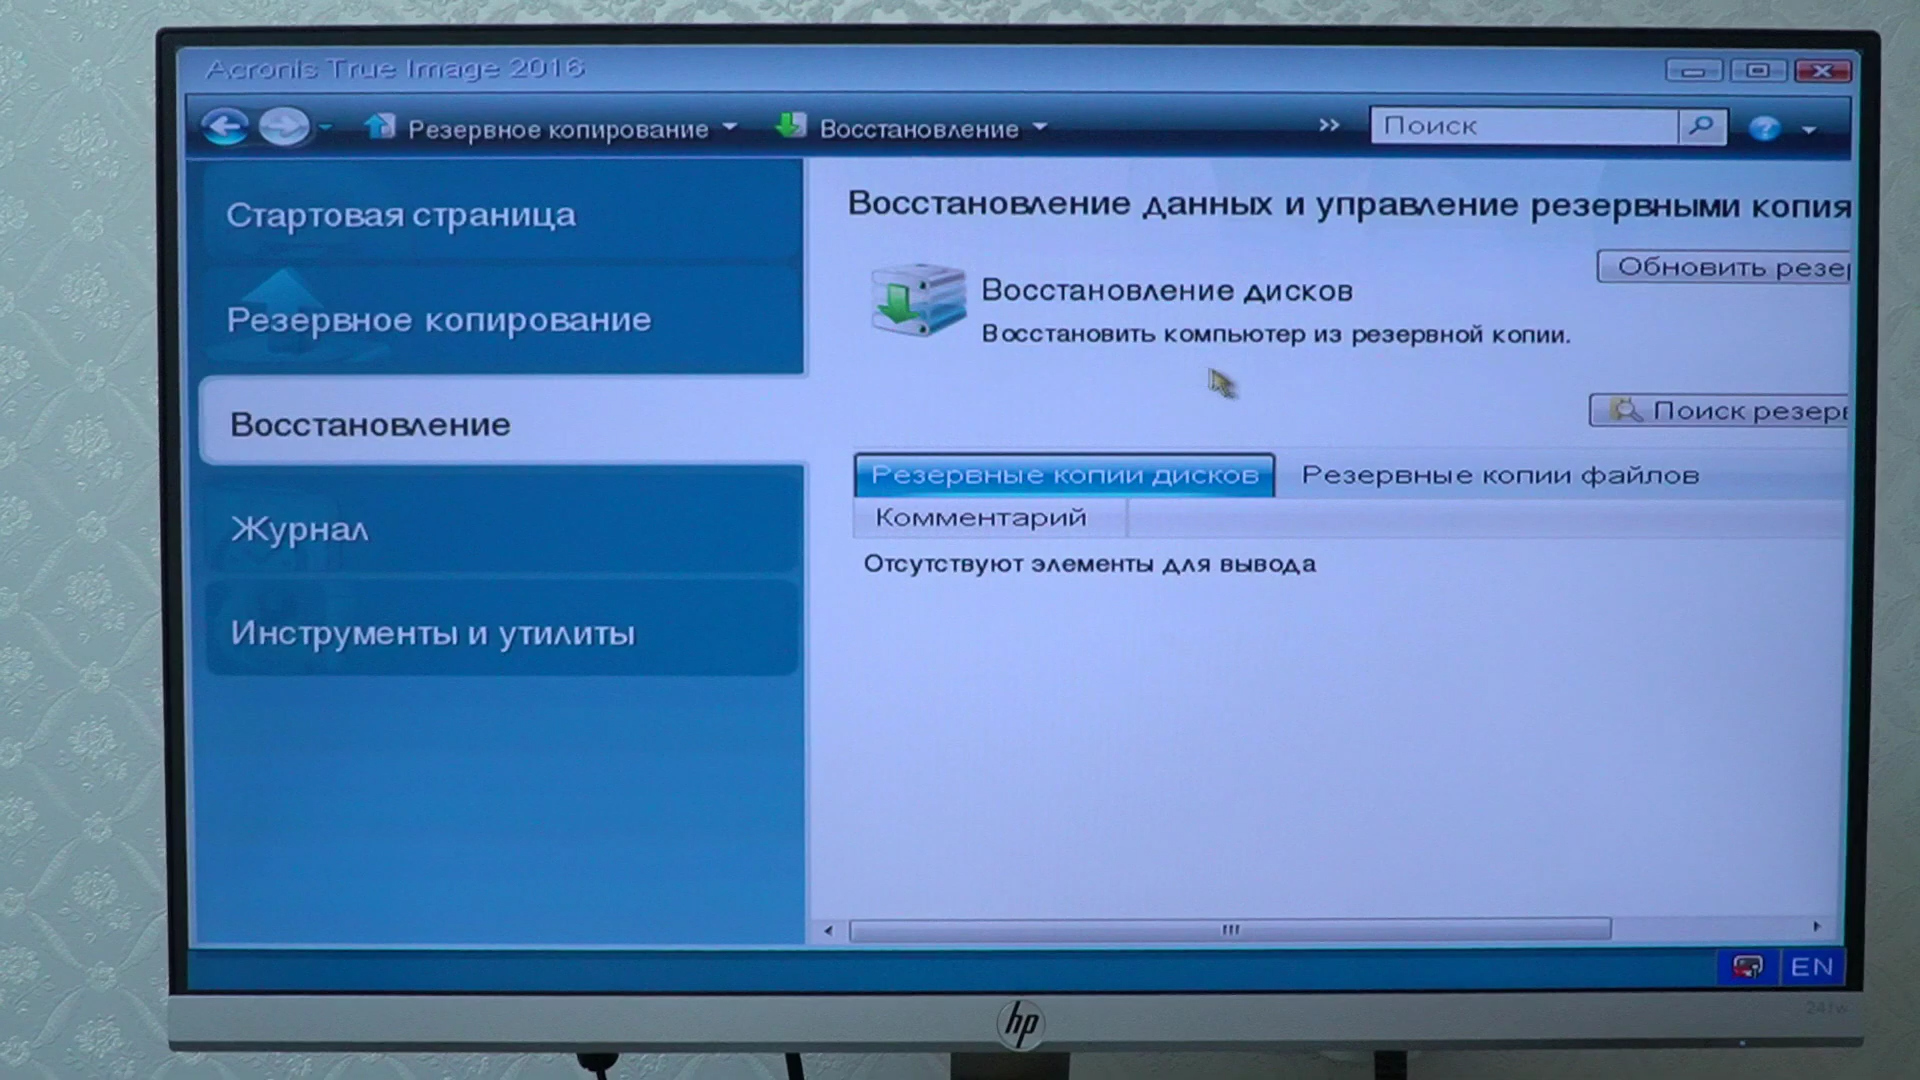 Acronis True Image 2016
Резервное копирование
Восстановление
Поиск
Стартовая страница
Резервное копирование
Восстановление
Журнал
Инструменты и утилиты
Восстановление данных и управление резервными копия
Обновить резе
Восстановление дисков
Восстановить компьютер из резервной копии.
Поиск резерв
Резервные копии дисков
Резервные копии файлов
Комментарий
Отсутствуют элементы для вывода
EN
hp